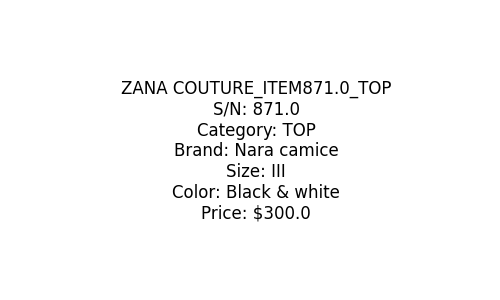 ZANA COUTURE_ITEM871.0_TOP
S/N: 871.0
Category: TOP
Brand: Nara camice
Size: III
Color: Black & white
Price: $300.0